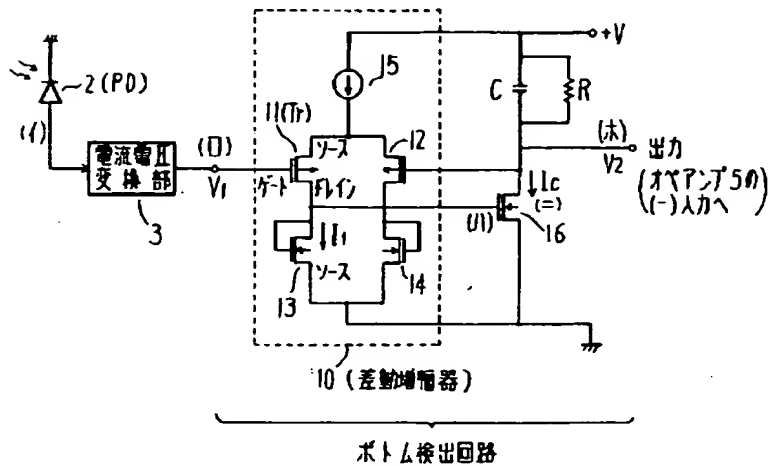 +V
15
C
R
2(PD)
11(Tr)
12
(イ)
(ロ)
ソース
(ホ)
電流電圧
変換部
V1
ゲート
ドレイン
V2
出力
(オペアンプ5の
(-)入力へ)
Ic
(ニ)
3
(ハ)
16
I1
ソース
13
14
10(差動増幅器)
ボトム検出回路